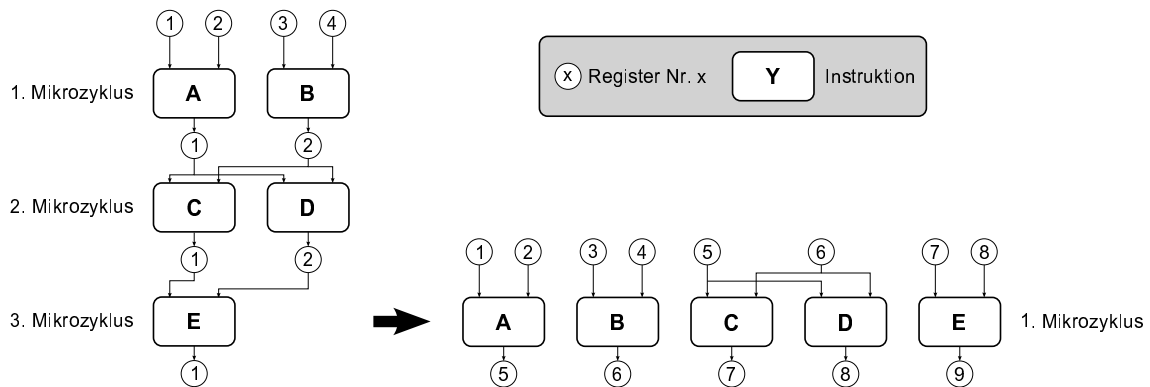 1 2 3 4
x Register Nr. x Y Instruktion
1. Mikrozyklus A B
1 2
2. Mikrozyklus C D
1 2 1 2 3 4 5 6 7 8
3. Mikrozyklus E A B C D E 1. Mikrozyklus
1 5 6 7 8 9